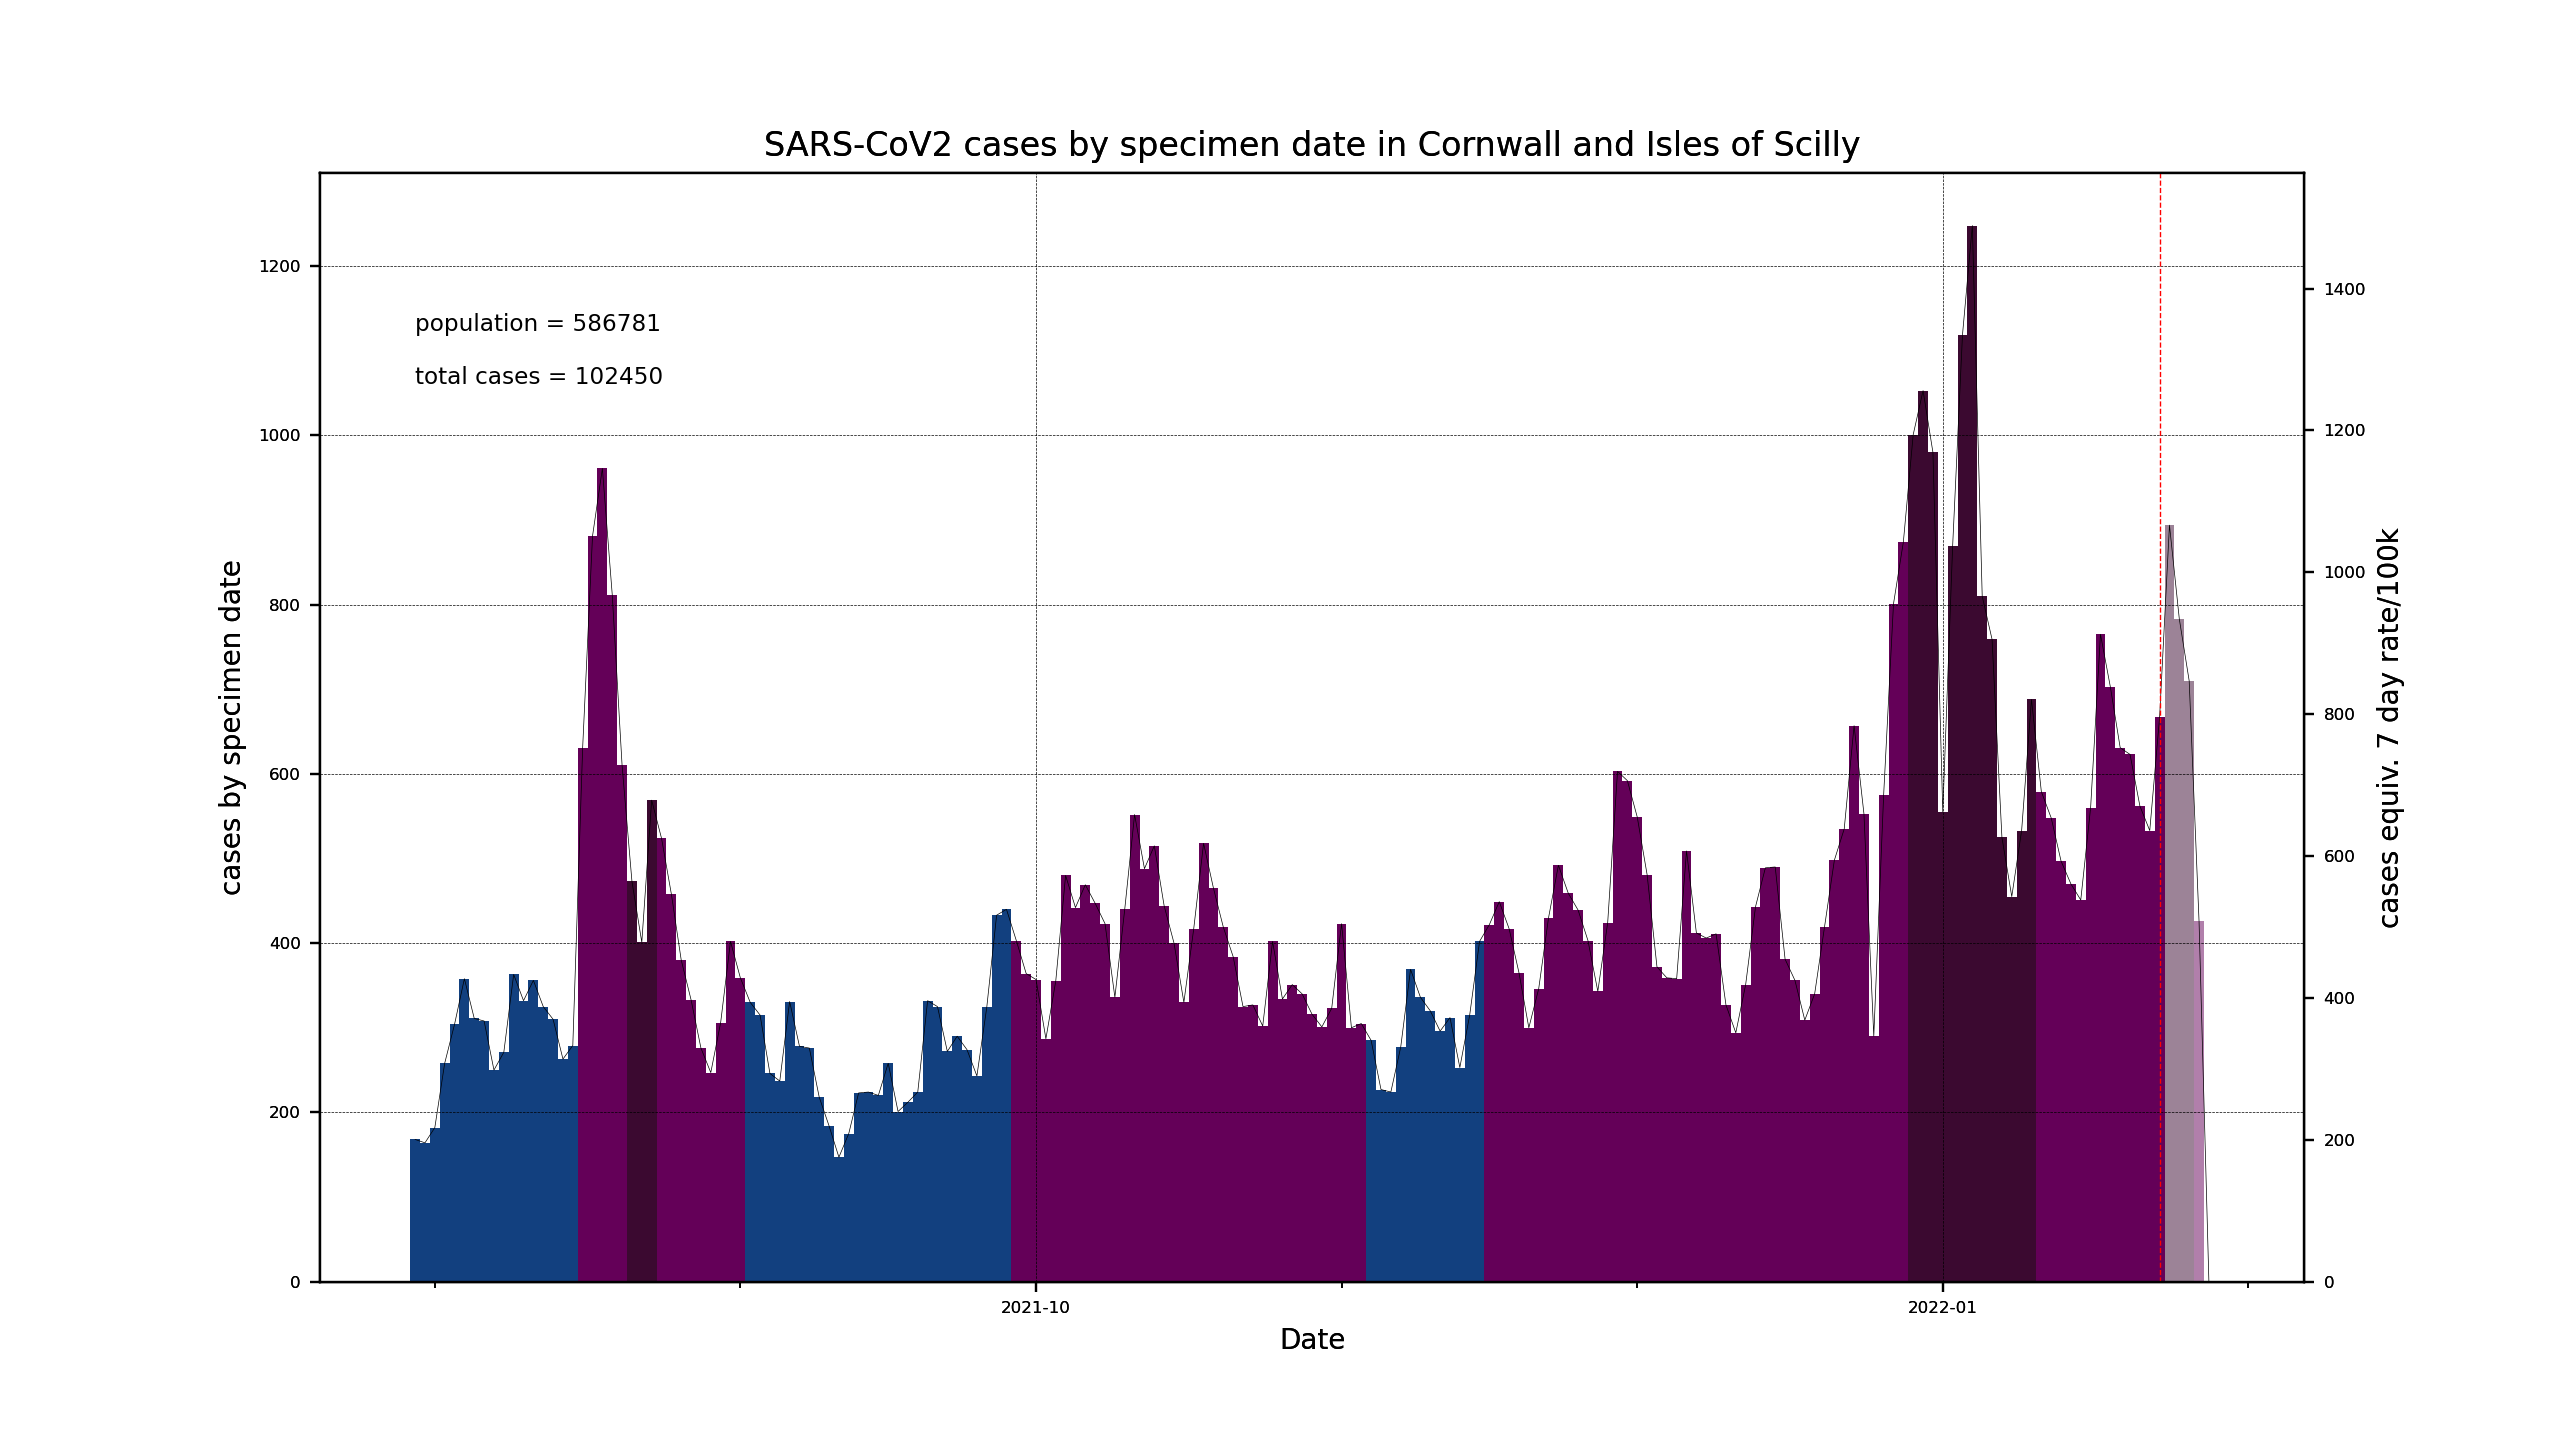 SARS-CoV2 cases by specimen date in Cornwall and Isles of Scilly
population = 586781
total cases = 102450
cases by specimen date
0
200
400
600
800
1000
1200
cases equiv. 7 day rate/100k
0
200
400
600
800
1000
1200
1400
2021-10
2022-01
Date